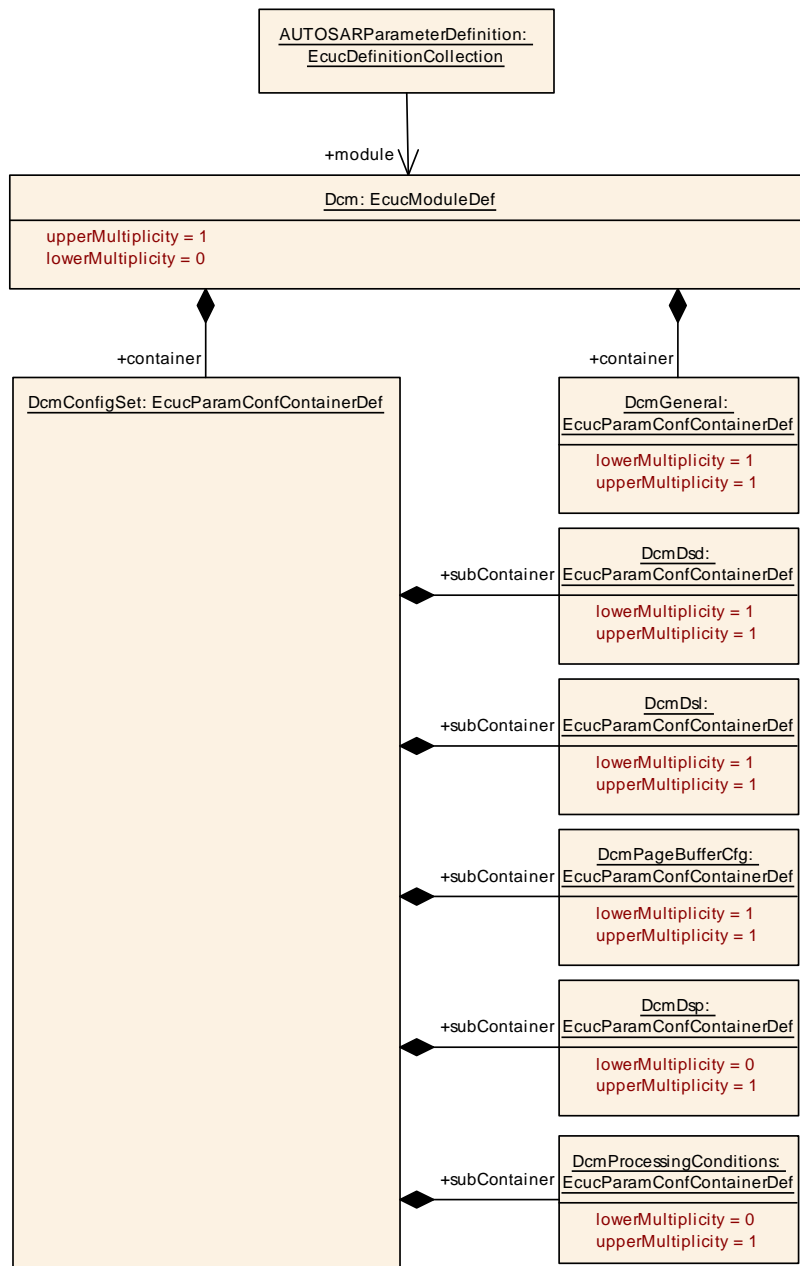 AUTOSARParameterDefinition:
EcucDefinitionCollection
+module
Dcm: EcucModuleDef
upperMultiplicity = 1
lowerMultiplicity = 0
+container
+container
DcmConfigSet: EcucParamConfContainerDef
DcmGeneral:
EcucParamConfContainerDef
lowerMultiplicity = 1
upperMultiplicity = 1
+subContainer
DcmDsd:
EcucParamConfContainerDef
lowerMultiplicity = 1
upperMultiplicity = 1
+subContainer
DcmDsl:
EcucParamConfContainerDef
lowerMultiplicity = 1
upperMultiplicity = 1
+subContainer
DcmPageBufferCfg:
EcucParamConfContainerDef
lowerMultiplicity = 1
upperMultiplicity = 1
+subContainer
DcmDsp:
EcucParamConfContainerDef
lowerMultiplicity = 0
upperMultiplicity = 1
+subContainer
DcmProcessingConditions:
EcucParamConfContainerDef
lowerMultiplicity = 0
upperMultiplicity = 1